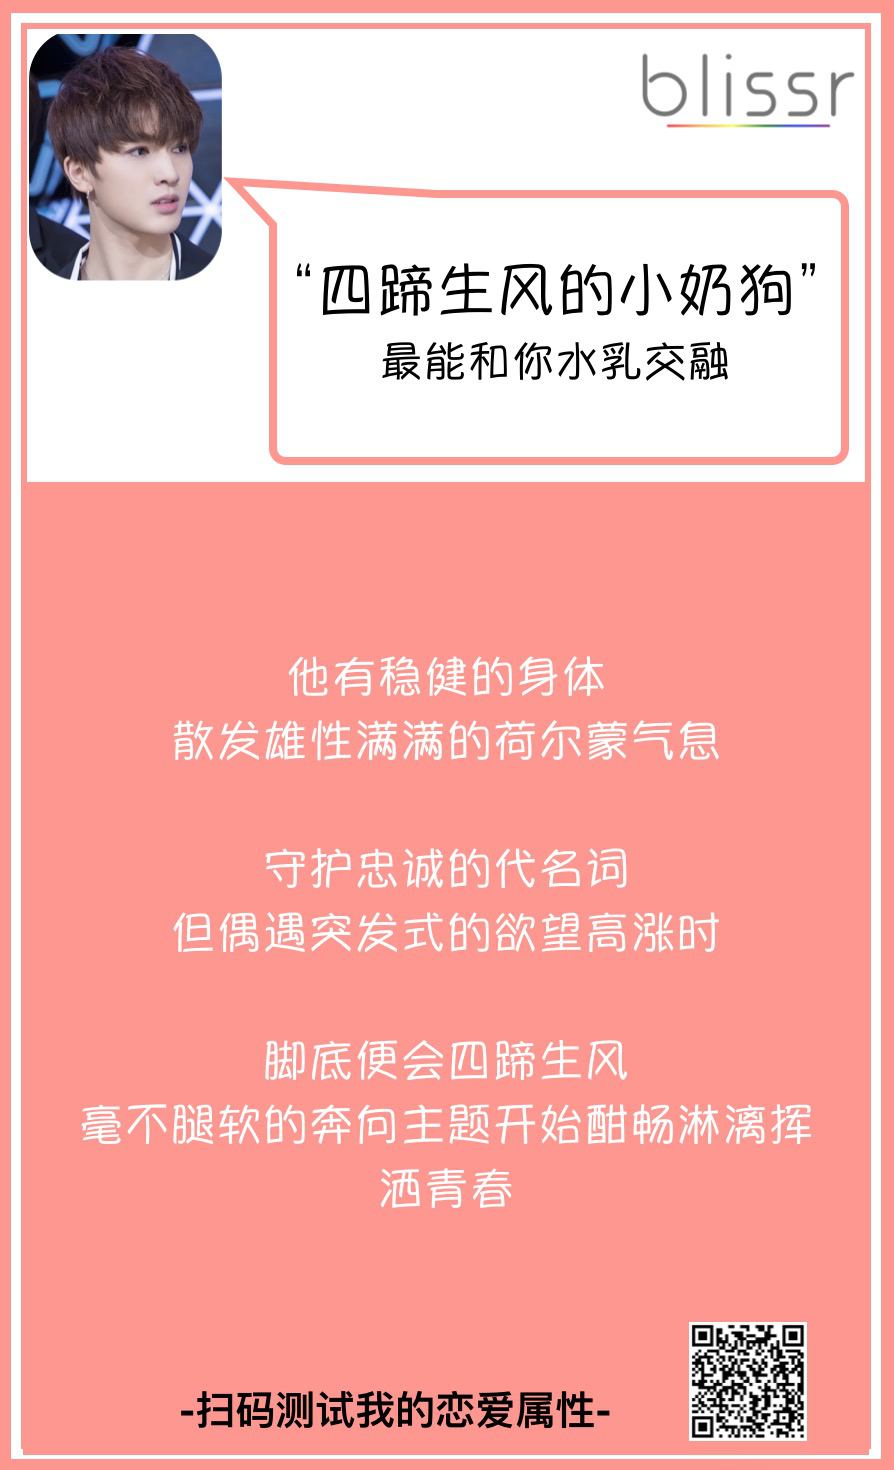 blissr
“四蹄生风的小奶狗”
最能和你水乳交融
他有稳健的身体
散发雄性满满的荷尔蒙气息
守护忠诚的代名词
但偶遇突发式的欲望高涨时
脚底便会四蹄生风
毫不腿软的奔向主题开始酣畅淋漓挥
洒青春
-扫码测试我的恋爱属性-